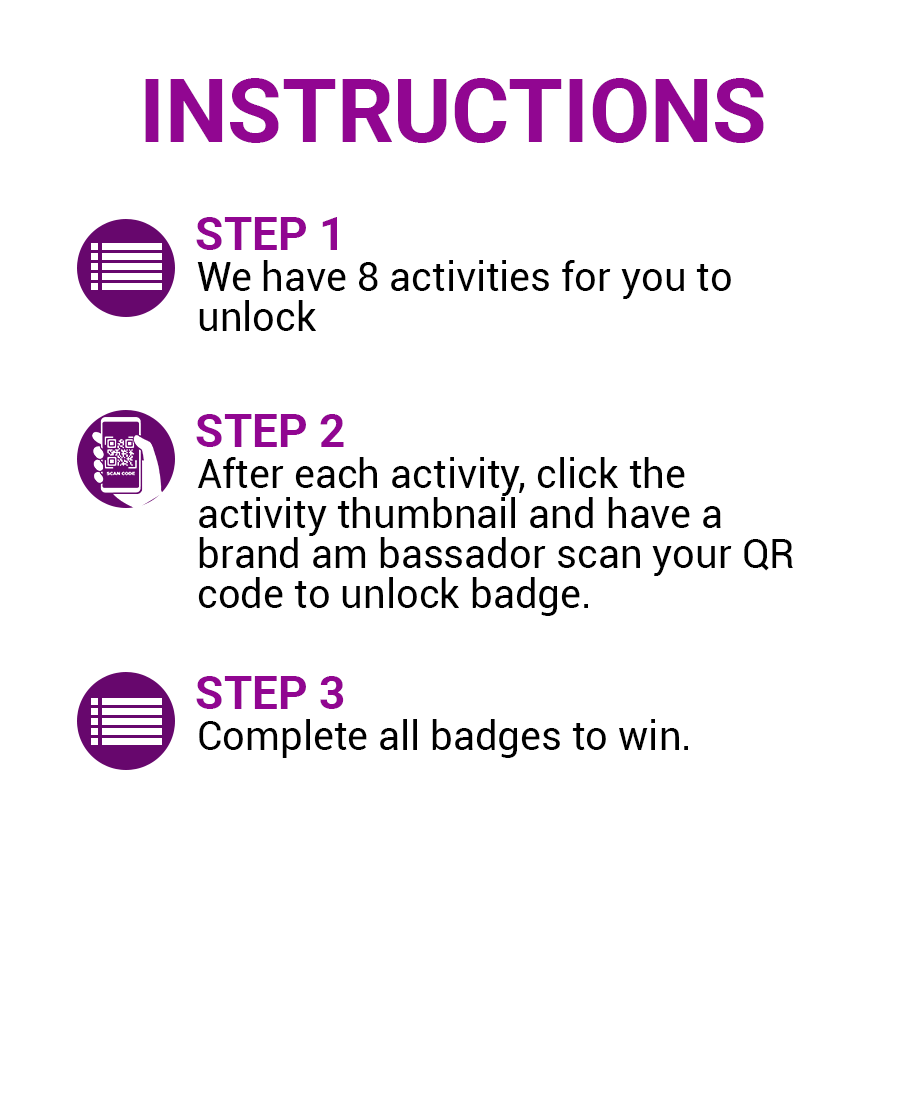 INSTRUCTIONS
STEP 1
We have 8 activities for you to
unlock
SCAN CODE
STEP 2
After each activity, click the
activity thumbnail and have a
brand am bassador scan your QR
code to unlock badge.
STEP 3
Complete all badges to win.